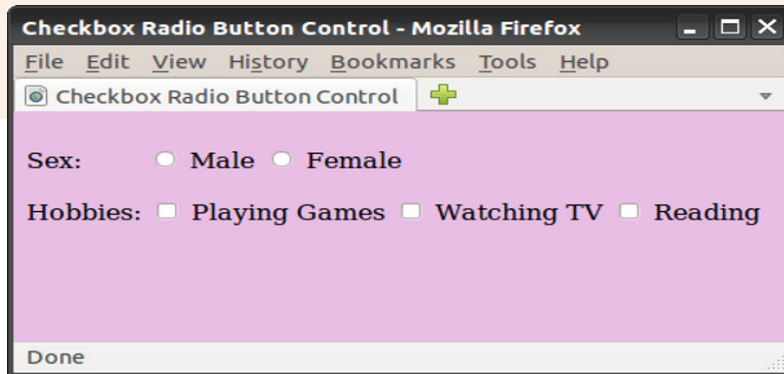 Checkbox Radio Button Control - Mozilla Firefox
File Edit View History Bookmarks Tools Help
Checkbox Radio Button Control
Sex: Male Female
Hobbies: Playing Games Watching TV Reading
Done